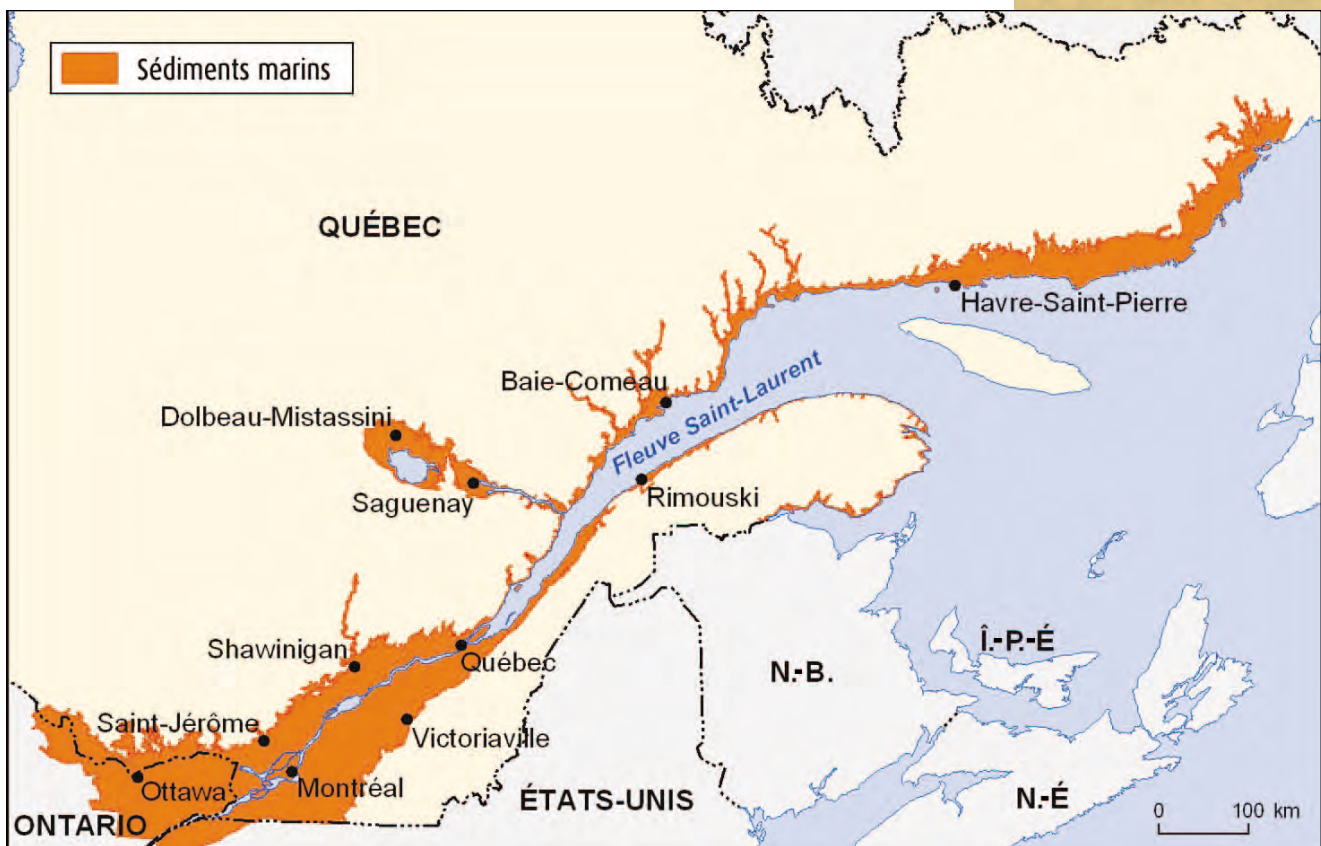 Sédiments marins
QUÉBEC
Havre-Saint-Pierre
Baie-Comeau
Fleuve Saint-Laurent
Dolbeau-Mistassini
Saguenay
Rimouski
Shawinigan
Québec
Î.-P.-É
N.-B.
Saint-Jérôme
Victoriaville
Ottawa
Montréal
ÉTATS-UNIS
N.-É
ONTARIO
0 100 km